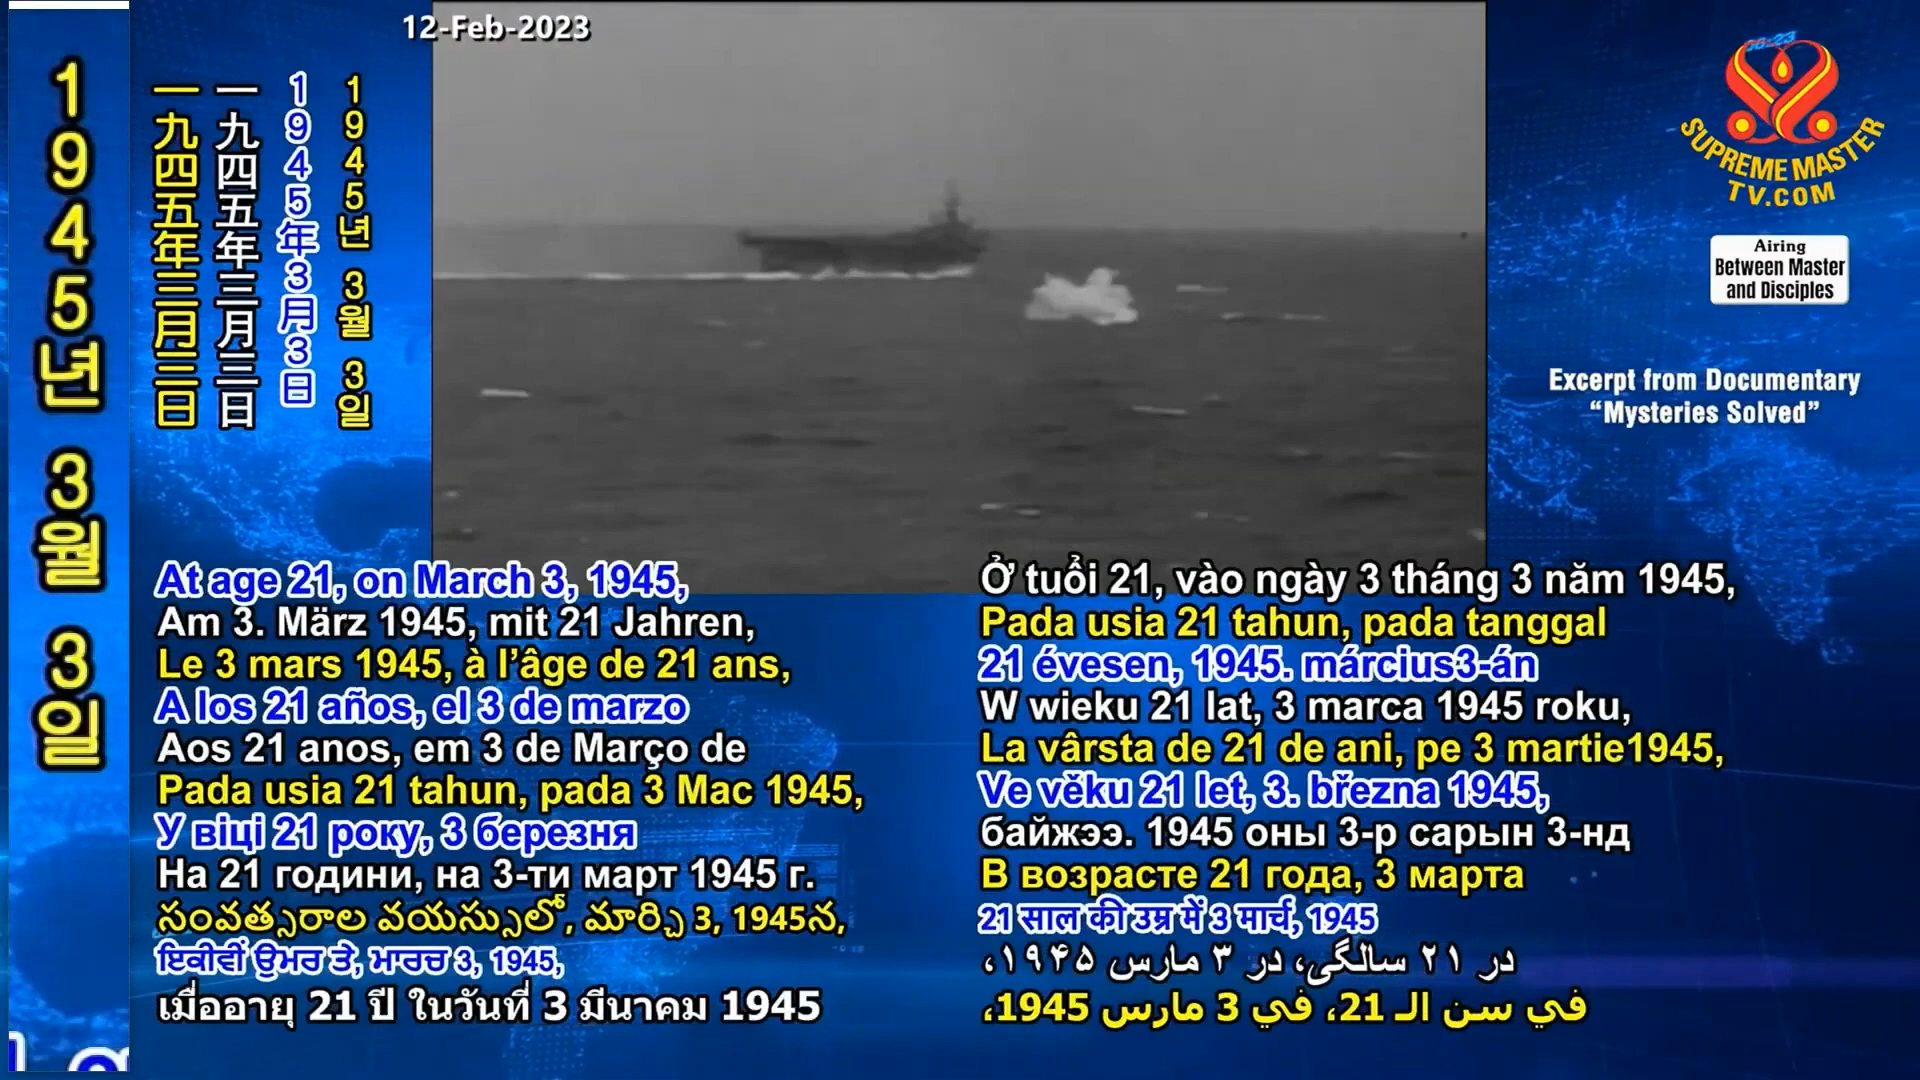 12-Feb-2023
1945년 3월 3일
一九四五年三月三日
一九四五年三月三日
1945年3月3日
1945년 3월 3일
06:23
SUPREME MASTER
TV.COM
Airing
Between Master
and Disciples
Excerpt from Documentary
“Mysteries Solved”
At age 21, on March 3, 1945,
Am 3. März 1945, mit 21 Jahren,
Le 3 mars 1945, à l’âge de 21 ans,
A los 21 años, el 3 de marzo
Aos 21 anos, em 3 de Março de
Pada usia 21 tahun, pada 3 Mac 1945,
У віці 21 року, 3 березня
На 21 години, на 3-ти март 1945 г.
సంవత్సరాల వయస్సులో, మార్చి 3, 1945న,
ਇਕੀਵੀਂ ਉਮਰ ਤੇ, ਮਾਰਚ 3, 1945,
เมื่ออายุ 21 ปี ในวันที่ 3 มีนาคม 1945
Ở tuổi 21, vào ngày 3 tháng 3 năm 1945,
Pada usia 21 tahun, pada tanggal
21 évesen, 1945. március3-án
W wieku 21 lat, 3 marca 1945 roku,
La vârsta de 21 de ani, pe 3 martie1945,
Ve věku 21 let, 3. března 1945,
байжээ. 1945 оны 3-р сарын 3-нд
В возрасте 21 года, 3 марта
21 साल की उम्र में 3 मार्च, 1945
در ۲۱ سالگی، در ۳ مارس ۱۹۴۵،
في سن الـ 21، في 3 مارس 1945،